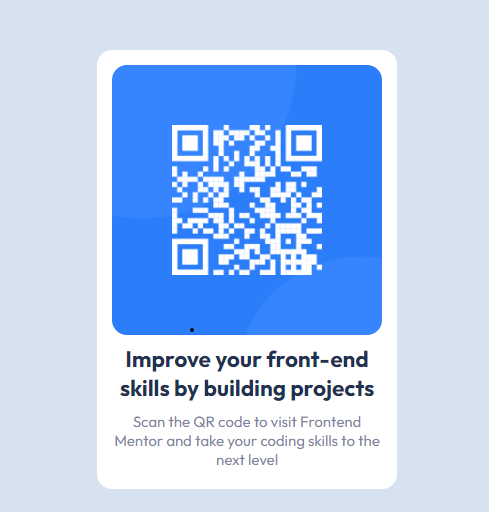 Improve your front-end
skills by building projects
Scan the QR code to visit Frontend
Mentor and take your coding skills to the
next level